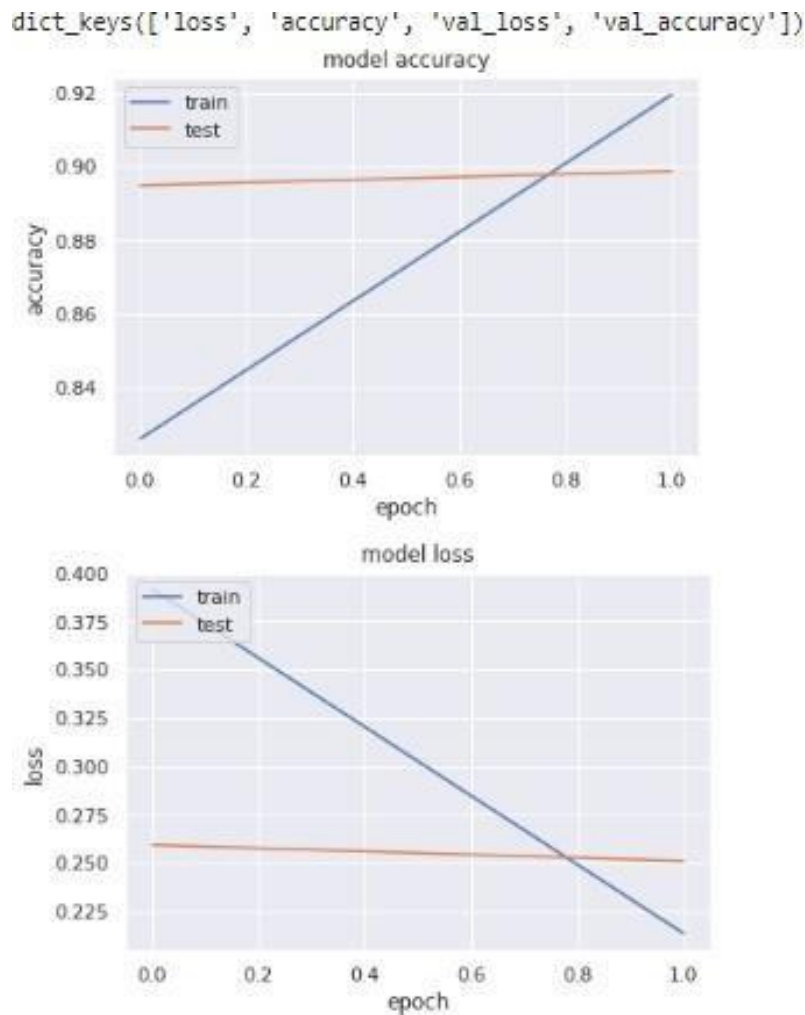 dict_keys(['loss', 'accuracy', 'val_loss', 'val_accuracy'])
model accuracy
0.92
0.90
0.88
0.86
0.84
accuracy
train
test
0.0 0.2 0.4 0.6 0.8 1.0
epoch
model loss
0.400
0.375
0.350
0.325
0.300
0.275
0.250
0.225
loss
train
test
0.0 0.2 0.4 0.6 0.8 1.0
epoch